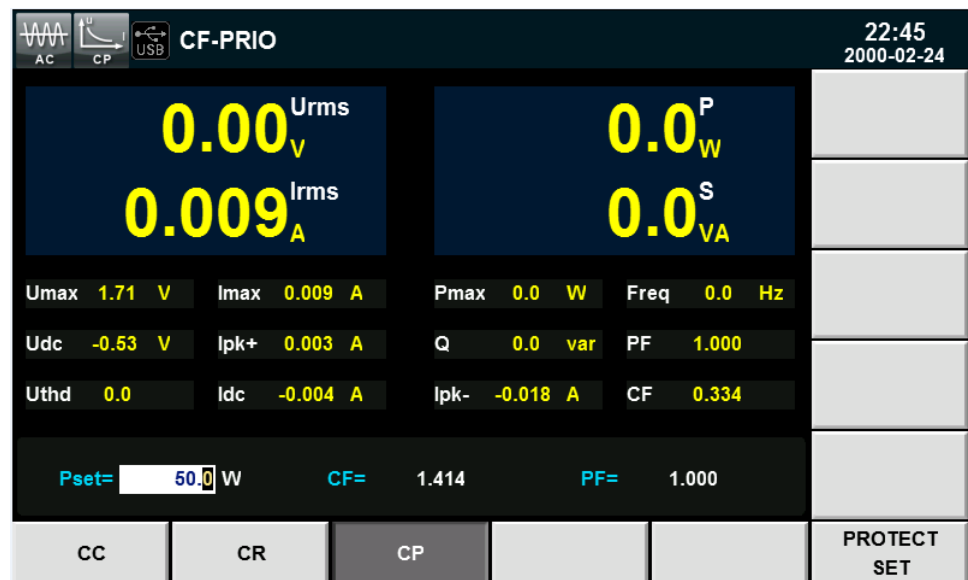 AC U I CP USB CF-PRIO 22:45
2000-02-24
0.00 Urms V 0.0 P W
0.009 Irms A 0.0 S VA
Umax 1.71 V Imax 0.009 A Pmax 0.0 W Freq 0.0 Hz
Udc -0.53 V Ipk+ 0.003 A Q 0.0 var PF 1.000
Uthd 0.0 Idc -0.004 A Ipk- -0.018 A CF 0.334
Pset= 50.0 W CF= 1.414 PF= 1.000
CC CR CP PROTECT
SET